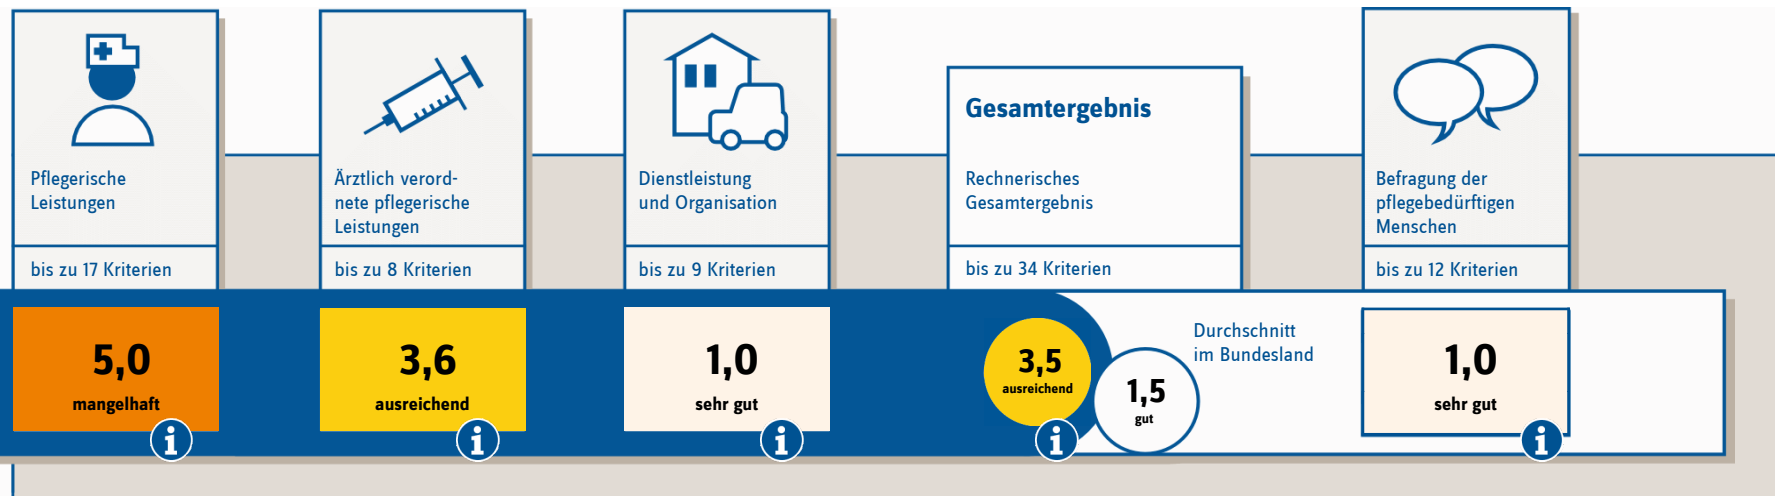 Pflegerische
Leistungen
bis zu 17 Kriterien
5,0
mangelhaft
i
Ärztlich verord-
nete pflegerische
Leistungen
bis zu 8 Kriterien
3,6
ausreichend
i
Dienstleistung
und Organisation
bis zu 9 Kriterien
1,0
sehr gut
i
Gesamtergebnis
Rechnerisches
Gesamtergebnis
bis zu 34 Kriterien
3,5
ausreichend
i
1,5
gut
Durchschnitt
im Bundesland
Befragung der
pflegebedürftigen
Menschen
bis zu 12 Kriterien
1,0
sehr gut
i